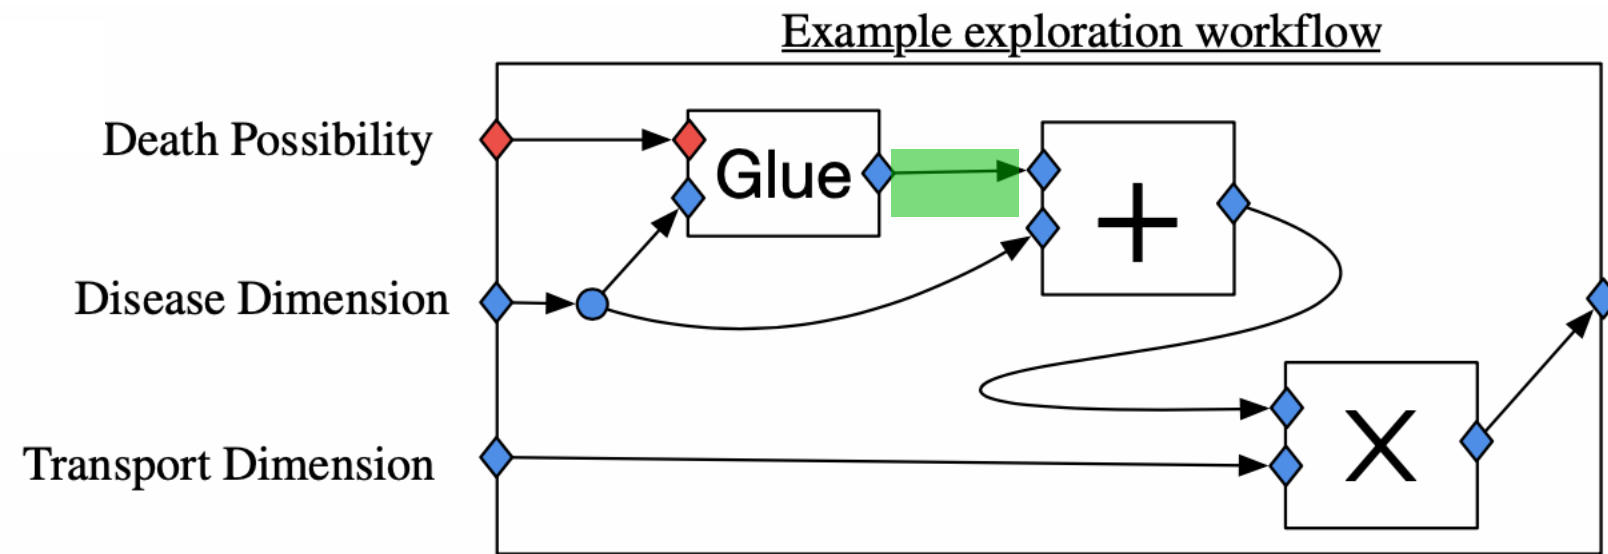 Example exploration workflow
Death Possibility
Glue
+
Disease Dimension
Transport Dimension
X